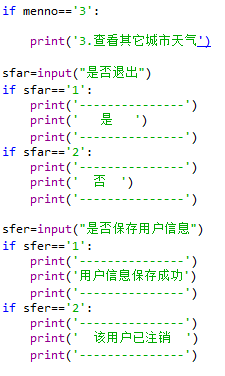 if menno=='3':
print('3.查看其它城市天气')
sfar=input("是否退出")
if sfar=='1':
print('--------------')
print('   是   ')
print('--------------')
if sfar=='2':
print('--------------')
print('  否  ')
print('--------------')
sfer=input("是否保存用户信息")
if sfer=='1':
print('--------------')
print('用户信息保存成功')
print('--------------')
if sfer=='2':
print('--------------')
print('  该用户已注销  ')
print('--------------')